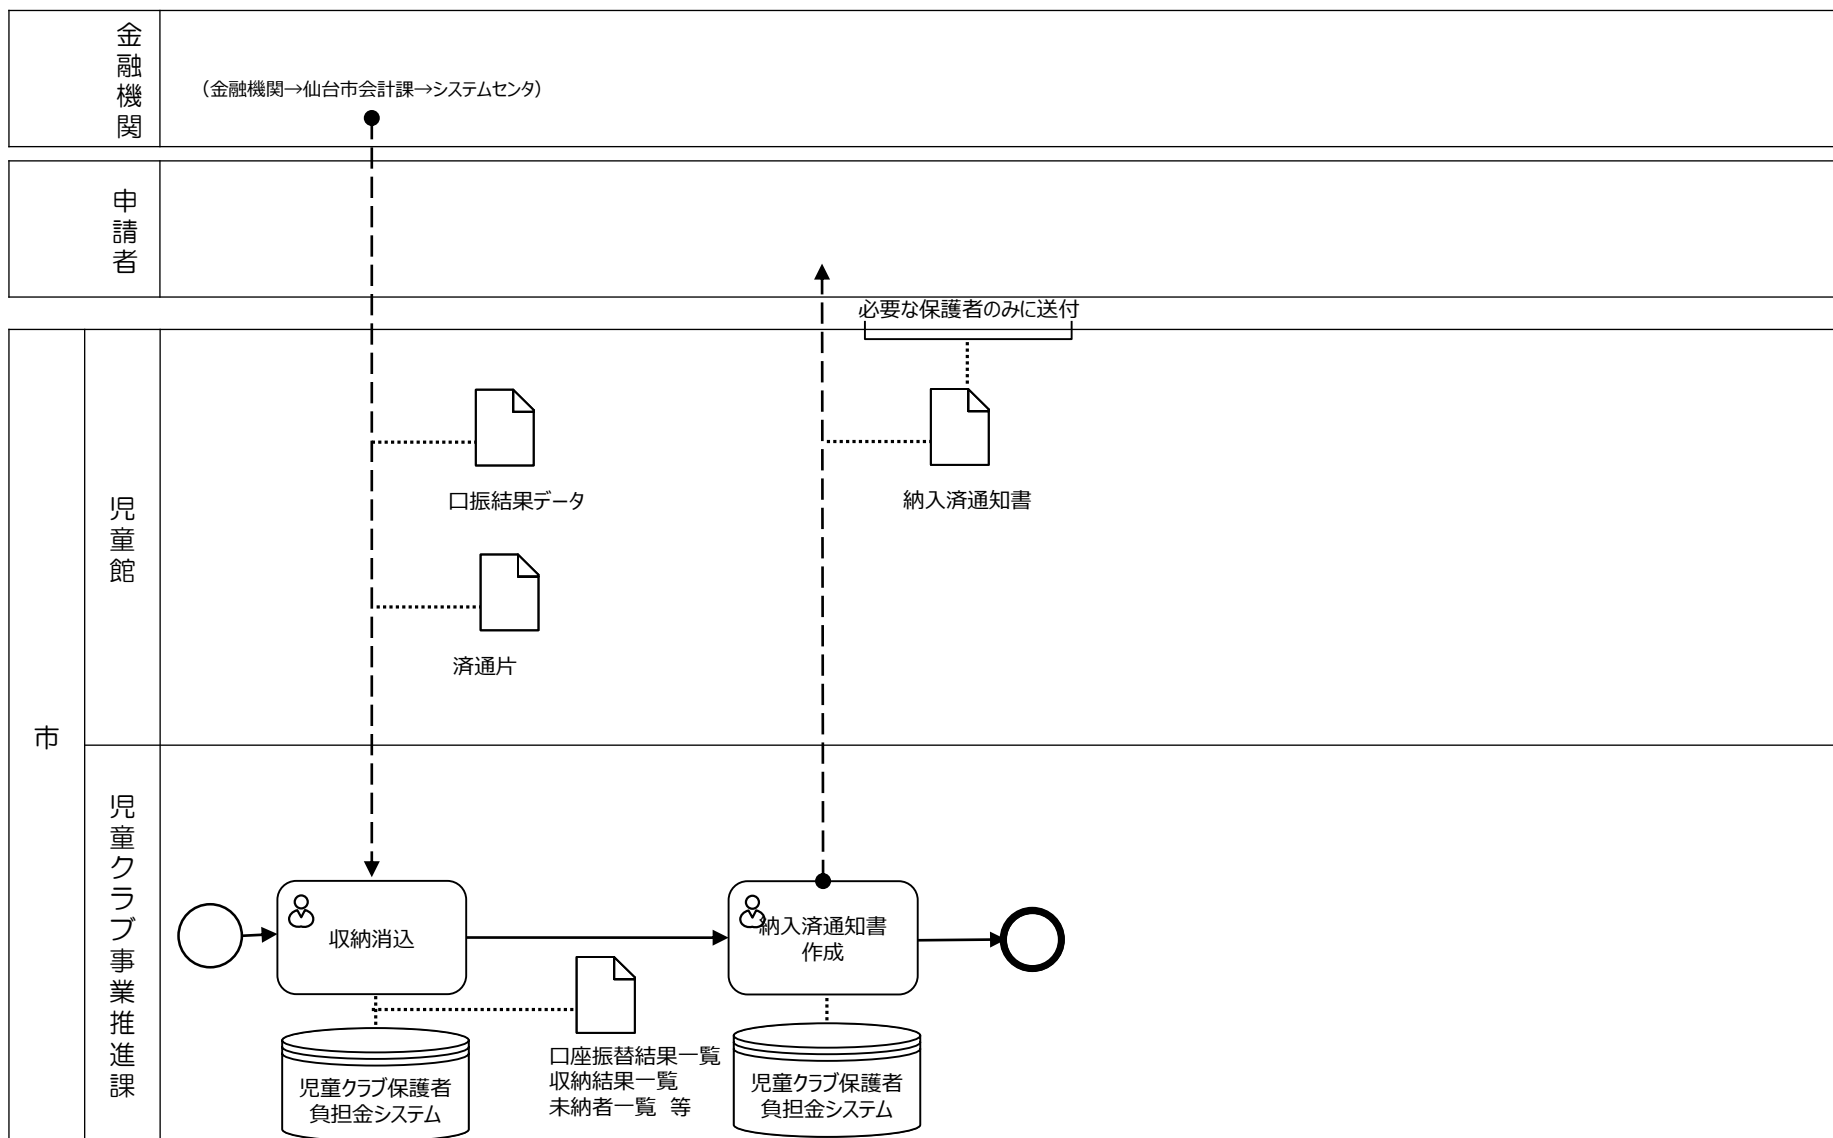 金融機関
（金融機関→仙台市会計課→システムセンタ）
申請者
必要な保護者のみに送付
市
児童館
口振結果データ
納入済通知書
済通片
児童クラブ事業推進課
収納消込
納入済通知書
作成
口座振替結果一覧
収納結果一覧
未納者一覧 等
児童クラブ保護者
負担金システム
児童クラブ保護者
負担金システム